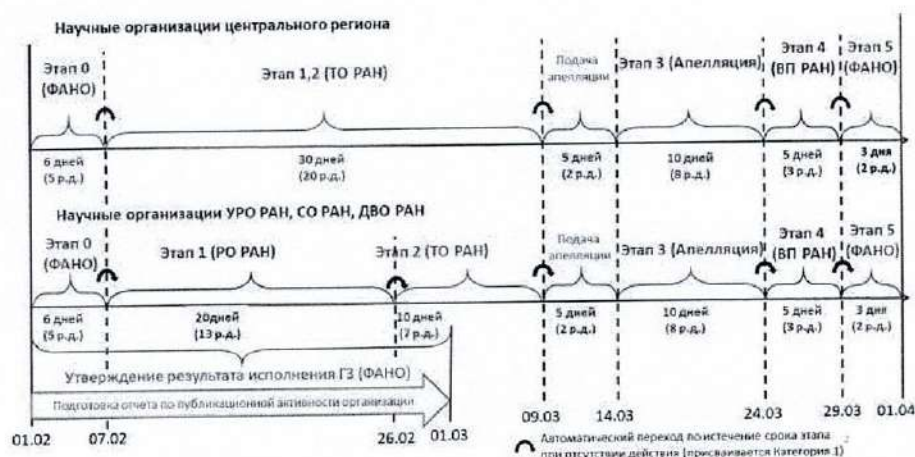 Научные организации центрального региона
Этап 0
(ФАНО)
Этап 1,2 (ТО РАН)
Подача
апелляции
Этап 3 (Апелляция)
Этап 4
(ВП РАН)
Этап 5
(ФАНО)
6 дней
(5 р.д.)
30 дней
(20 р.д.)
5 дней
(2 р.д.)
10 дней
(8 р.д.)
5 дней
(3 р.д.)
3 дня
(2 р.д.)
Научные организации УРО РАН, СО РАН, ДВО РАН
Этап 0
(ФАНО)
Этап 1 (РО РАН)
Этап 2 (ТО РАН)
Подача
апелляции
Этап 3 (Апелляция)
Этап 4
(ВП РАН)
Этап 5
(ФАНО)
6 дней
(5 р.д.)
20дней
(13 р.д.)
10 дней
(7 р.д.)
5 дней
(2 р.д.)
10 дней
(8 р.д.)
5 дней
(3 р.д.)
3 дня
(2 р.д.)
Утверждение результата исполнения ГЗ (ФАНО)
Подготовка отчета по публикационной активности организации
01.02
07.02
26.02
01.03
09.03
14.03
24.03
29.03
01.04
Автоматический переход по истечение срока этапа
при отсутствии действия (присваивается Категория 1)
2